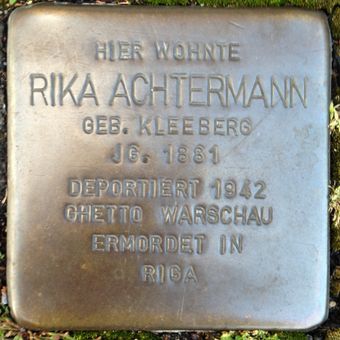 HIER WOHNTE
RIKA ACHTERMANN
GEB. KLEEBERG
JG. 1881
DEPORTIERT 1942
GHETTO WARSCHAU
ERMORDET IN
RIGA